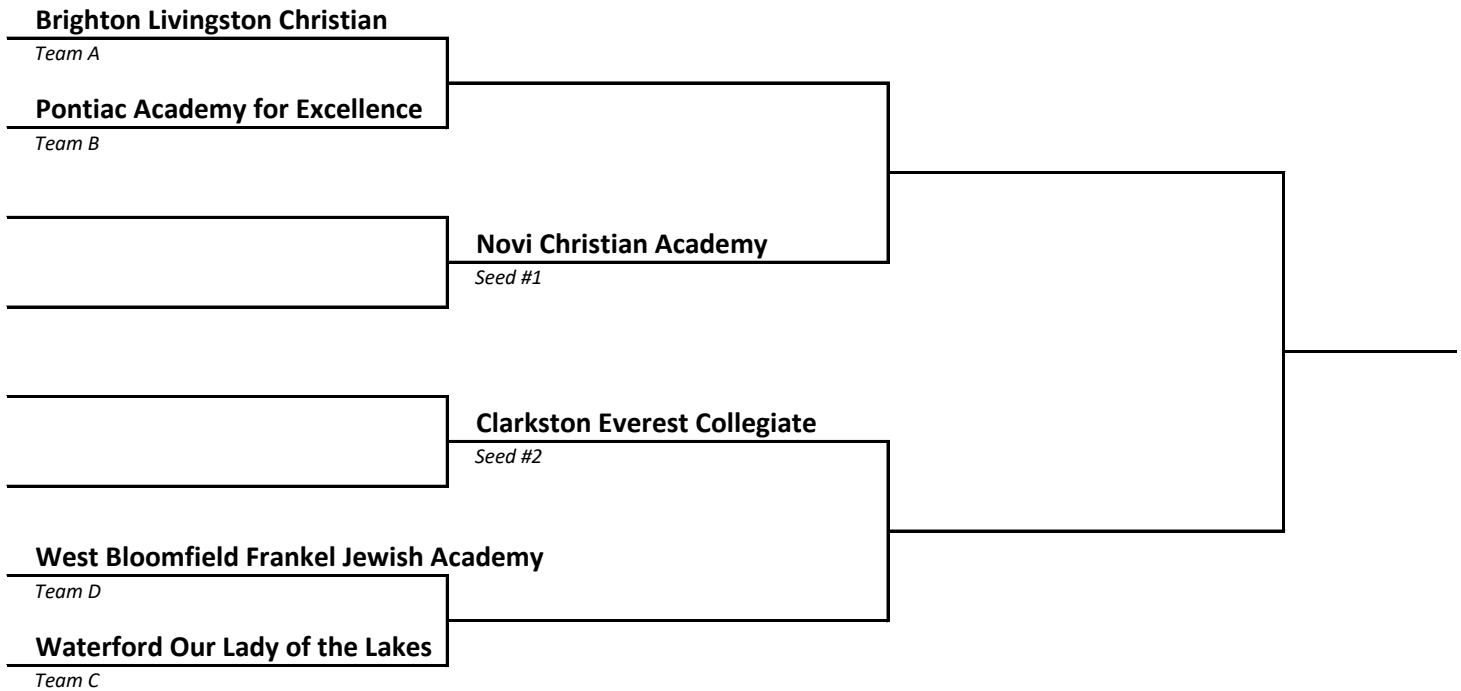 Brighton Livingston Christian
Team A
Pontiac Academy for Excellence
Team B
Novi Christian Academy
Seed #1
Clarkston Everest Collegiate
Seed #2
West Bloomfield Frankel Jewish Academy
Team D
Waterford Our Lady of the Lakes
Team C